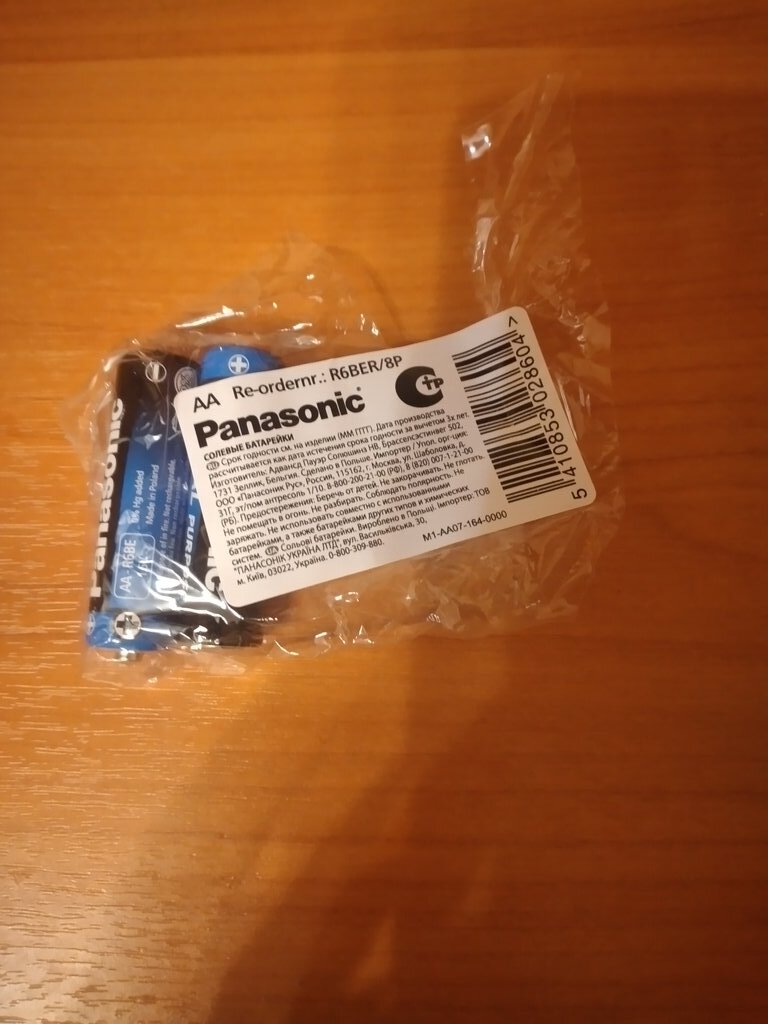 AA Re-ordernr.: R6BER/8P
Panasonic
СОЛЕВЫЕ БАТАРЕЙКИ
RU Срок годности см. на изделии (ММ ГГГГ). Дата производства
рассчитывается как дата истечения срока годности за вычетом 3х лет.
Изготовитель: Адвансд Пауэр Солюшинз НВ, Брассенсэстинвег 502,
1731 Зеллик, Бельгия. Сделано в Польше. Импортер / Упол. орг-ция:
ООО «Панасоник Рус», Россия, 115162, г. Москва, ул. Шаболовка, д.
31Г, эт/пом антресоль 1/10. 8-800-200-21-00 (РФ), 8 (820) 007-1-21-00
(РБ). Предостережения: Беречь от детей. Не закорачивать. Не глотать.
Не помещать в огонь. Не разбирать. Соблюдать полярность. Не
заряжать. Не использовать совместно с использованными
батарейками, а также батарейками других типов и химических
систем. UA Сольові батарейки. Вироблено в Польщі. Імпортер: ТОВ
"ПАНАСОНІК УКРАЇНА ЛТД", вул. Васильківська, 30,
м. Київ, 03022, Україна. 0-800-309-880.
M1-AA07-164-0000
5 410853 028604 >
Panasonic
AA - R6BE
0% Hg added
Made in Poland